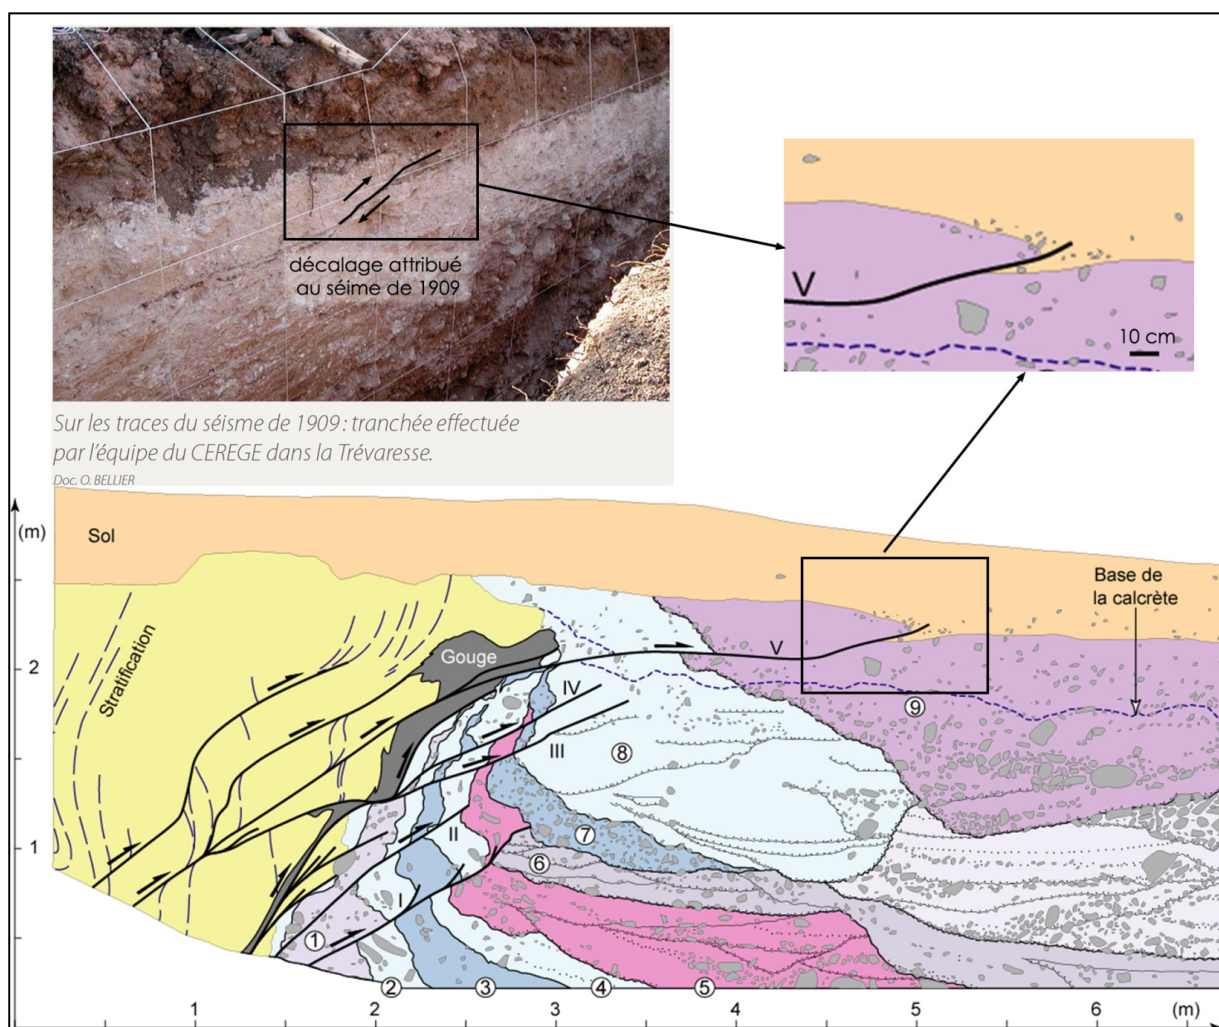 décalage attribué
au séime de 1909
Sur les traces du séisme de 1909 : tranchée effectuée
par l'équipe du CEREGE dans la Trévaresse.
Doc. O. BELLIER
V
10 cm
(m)
Sol
Stratification
Gouge
Base de
la calcrète
V
IV
III
II
I
2
1
9
8
7
6
1
2
3
4
5
1
2
3
4
5
6
(m)